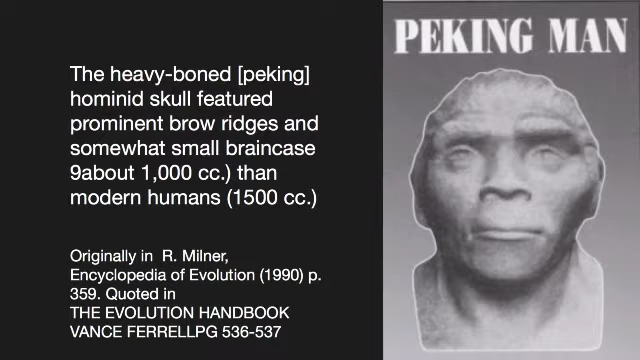 The heavy-boned [peking]
hominid skull featured
prominent brow ridges and
somewhat small braincase
9about 1,000 cc.) than
modern humans (1500 cc.)
Originally in  R. Milner,
Encyclopedia of Evolution (1990) p.
359. Quoted in
THE EVOLUTION HANDBOOK
VANCE FERRELLPG 536-537
PEKING MAN